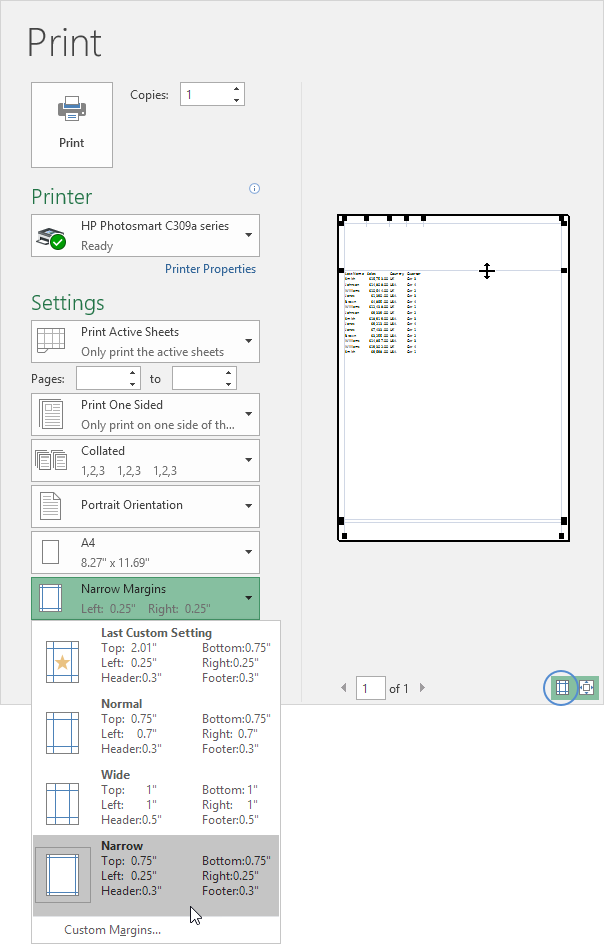 Print
Print
Copies: 1
Printer
HP Photosmart C309a series
Ready
Printer Properties
Settings
Print Active Sheets
Only print the active sheets
Pages: to
Print One Sided
Only print on one side of th...
Collated
1,2,3 1,2,3 1,2,3
Portrait Orientation
A4
8.27" x 11.69"
Narrow Margins
Left: 0.25" Right: 0.25"
Last Custom Setting
Top: 2.01" Bottom:0.75"
Left: 0.25" Right:0.25"
Header:0.3" Footer:0.3"
Normal
Top: 0.75" Bottom:0.75"
Left: 0.7" Right: 0.7"
Header:0.3" Footer:0.3"
Wide
Top: 1" Bottom: 1"
Left: 1" Right: 1"
Header:0.5" Footer:0.5"
Narrow
Top: 0.75" Bottom:0.75"
Left: 0.25" Right:0.25"
Header:0.3" Footer:0.3"
Custom Margins...
1 of 1